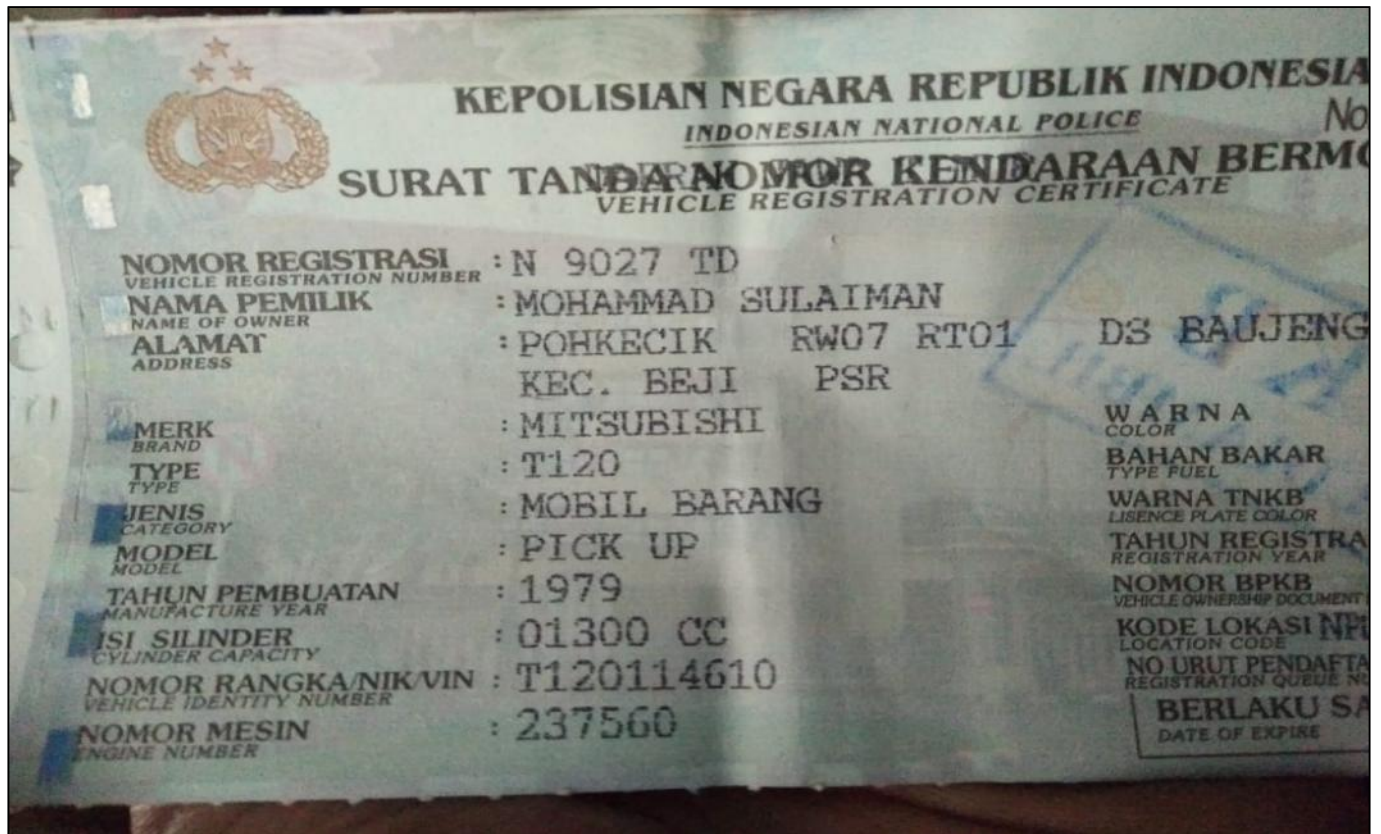 KEPOLISIAN NEGARA REPUBLIK INDONESIA
INDONESIAN NATIONAL POLICE
No
SURAT TANDA NOMOR KENDARAAN BERMO
VEHICLE REGISTRATION CERTIFICATE
NOMOR REGISTRASI : N 9027 TD
VEHICLE REGISTRATION NUMBER
NAMA PEMILIK : MOHAMMAD SULAIMAN
NAME OF OWNER
ALAMAT : POHKECIK RW07 RT01 DS BAUJENG
ADDRESS
KEC. BEJI PSR
MERK : MITSUBISHI
BRAND
TYPE : T120
TYPE
JENIS : MOBIL BARANG
CATEGORY
MODEL : PICK UP
MODEL
TAHUN PEMBUATAN : 1979
MANUFACTURE YEAR
ISI SILINDER : 01300 CC
CYLINDER CAPACITY
NOMOR RANGKA/NIK/VIN : T120114610
VEHICLE IDENTITY NUMBER
NOMOR MESIN : 237560
ENGINE NUMBER
WARNA
COLOR
BAHAN BAKAR
TYPE FUEL
WARNA TNKB
LISENCE PLATE COLOR
TAHUN REGISTRA
REGISTRATION YEAR
NOMOR BPKB
VEHICLE OWNERSHIP DOCUMENT
KODE LOKASI
LOCATION CODE
NO URUT PENDAFTA
REGISTRATION QUEUE NU
BERLAKU SA
DATE OF EXPIRE